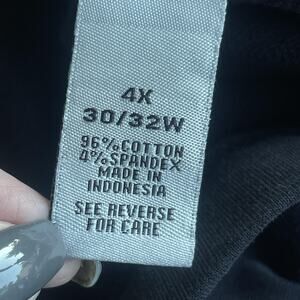 4X
30/32W
96%COTTON
4%SPANDEX
MADE IN
INDONESIA
SEE REVERSE
FOR CARE